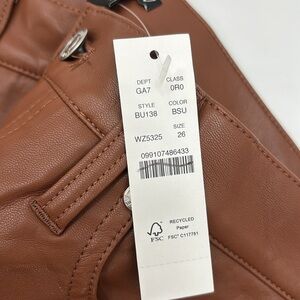 DEPT CLASS
GA7 0R0
STYLE COLOR
BU138 BSU
SIZE
WZ5325 26
099107486433
FSC
RECYCLED
Paper
FSC® C117781